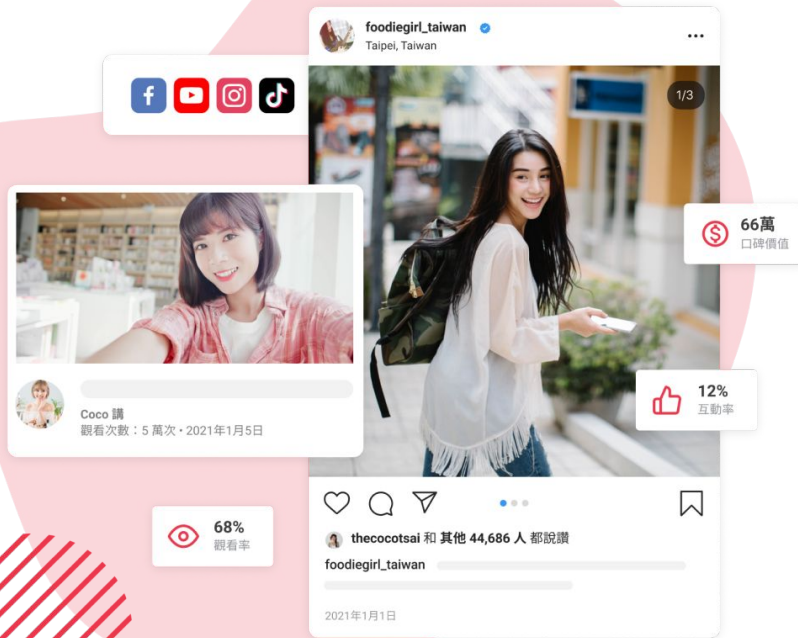 foodiegirl_taiwan
Taipei, Taiwan
1/3
66萬
口碑價值
Coco 講
觀看次數：5 萬次 • 2021年1月5日
12%
互動率
68%
觀看率
thecocotsai 和 其他 44,686 人 都說讚
foodiegirl_taiwan
2021年1月1日